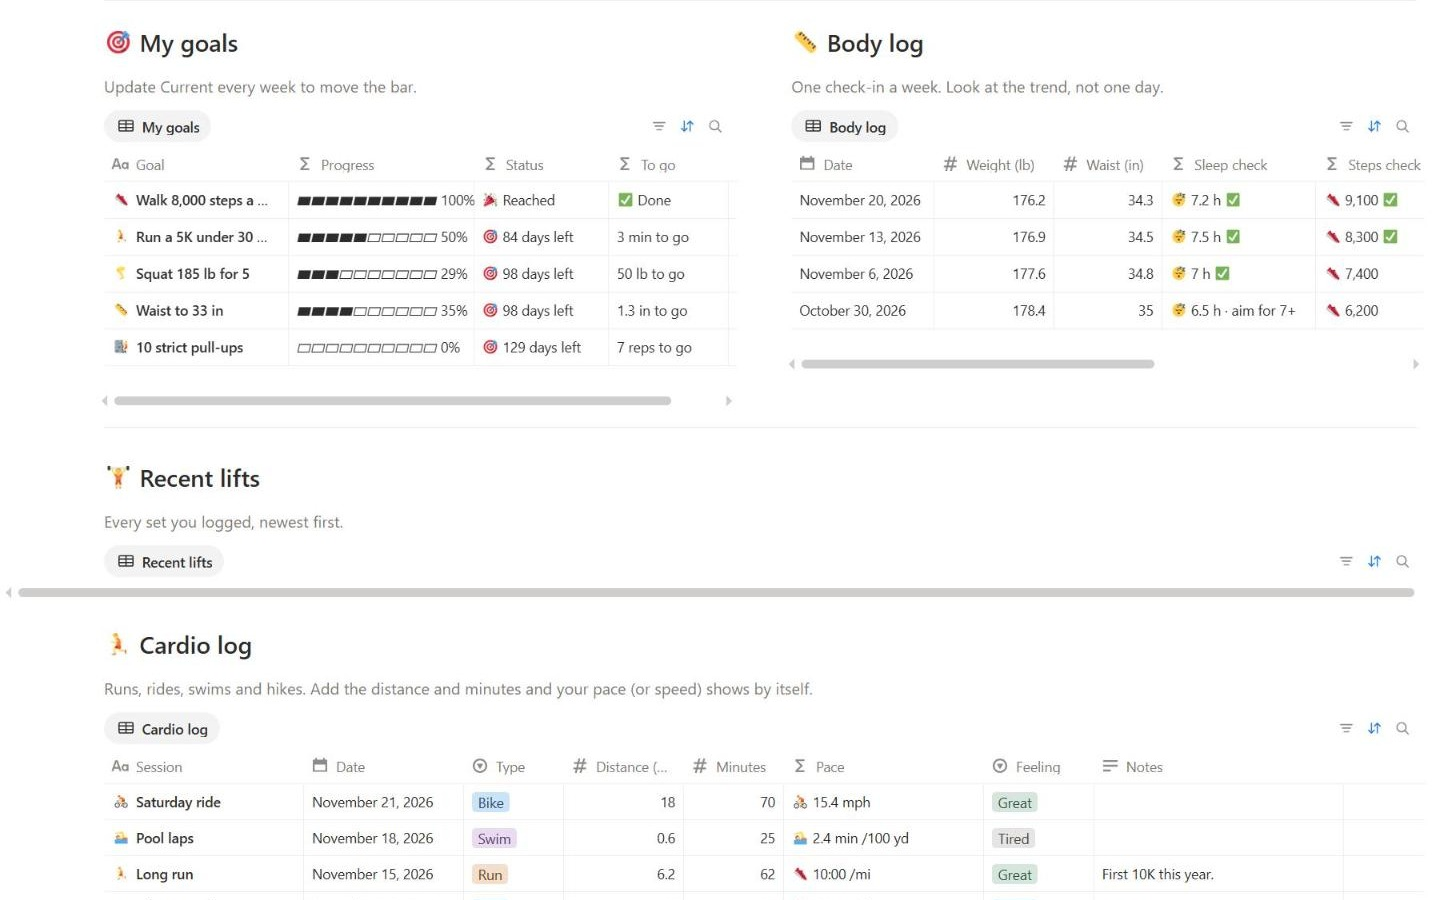 My goals
Update Current every week to move the bar.
My goals
Aa Goal Σ Progress Σ Status Σ To go
Walk 8,000 steps a ... 100% Reached Done
Run a 5K under 30 ... 50% 84 days left 3 min to go
Squat 185 lb for 5 29% 98 days left 50 lb to go
Waist to 33 in 35% 98 days left 1.3 in to go
10 strict pull-ups 0% 129 days left 7 reps to go
Body log
One check-in a week. Look at the trend, not one day.
Body log
Date # Weight (lb) # Waist (in) Σ Sleep check Σ Steps check
November 20, 2026 176.2 34.3 7.2 h 9,100
November 13, 2026 176.9 34.5 7.5 h 8,300
November 6, 2026 177.6 34.8 7 h 7,400
October 30, 2026 178.4 35 6.5 h · aim for 7+ 6,200
Recent lifts
Every set you logged, newest first.
Recent lifts
Cardio log
Runs, rides, swims and hikes. Add the distance and minutes and your pace (or speed) shows by itself.
Cardio log
Aa Session Date Type # Distance (... # Minutes Σ Pace Feeling Notes
Saturday ride November 21, 2026 Bike 18 70 15.4 mph Great
Pool laps November 18, 2026 Swim 0.6 25 2.4 min /100 yd Tired
Long run November 15, 2026 Run 6.2 62 10:00 /mi Great First 10K this year.